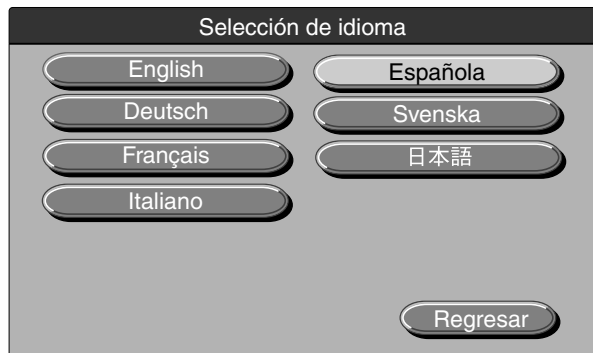 Selección de idioma
English
Española
Deutsch
Svenska
Français
日本語
Italiano
Regresar